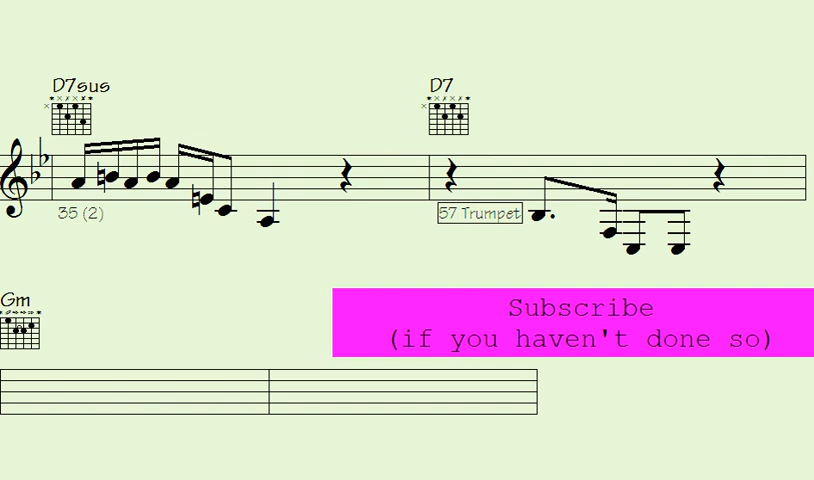 D7sus D7
35 (2) 57 Trumpet
Gm
Subscribe
(if you haven't done so)